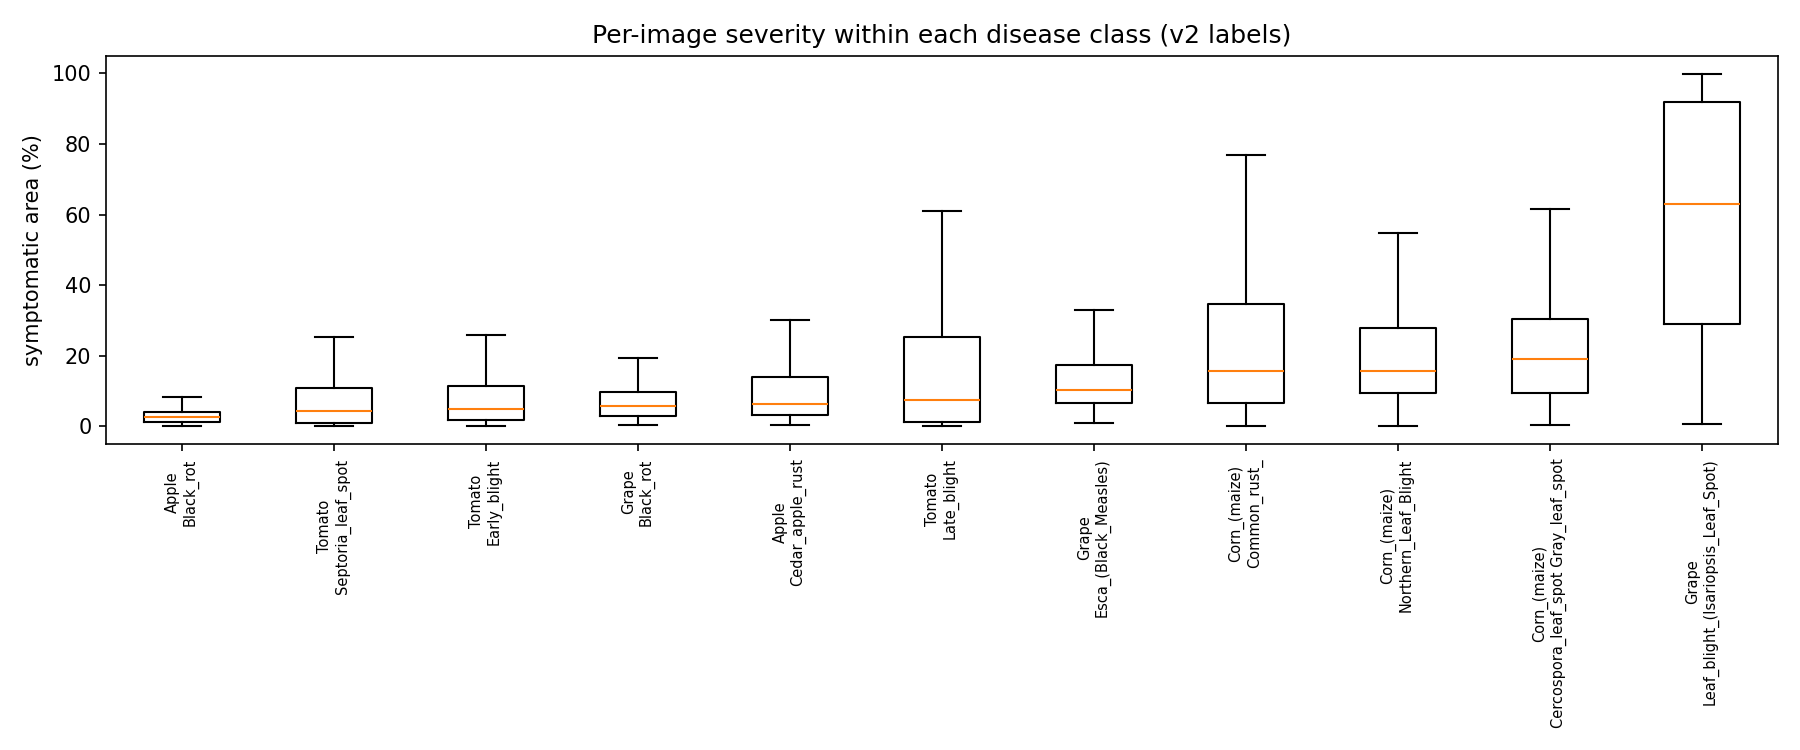 Per-image severity within each disease class (v2 labels)
symptomatic area (%)
100
80
60
40
20
0
Apple
Black_rot
Tomato
Septoria_leaf_spot
Tomato
Early_blight
Grape
Black_rot
Apple
Cedar_apple_rust
Tomato
Late_blight
Grape
Esca_(Black_Measles)
Corn_(maize)
Common_rust_
Corn_(maize)
Northern_Leaf_Blight
Corn_(maize)
Cercospora_leaf_spot Gray_leaf_spot
Grape
Leaf_blight_(Isariopsis_Leaf_Spot)